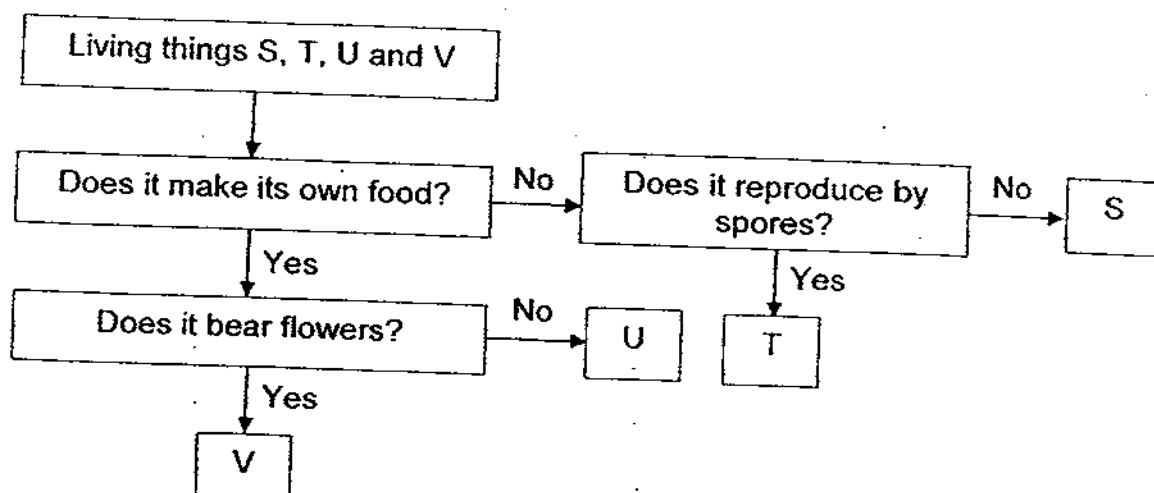 Living things S, T, U and V
Does it make its own food?
No
Does it reproduce by
spores?
No
S
Yes
Yes
Does it bear flowers?
No
U
T
Yes
V